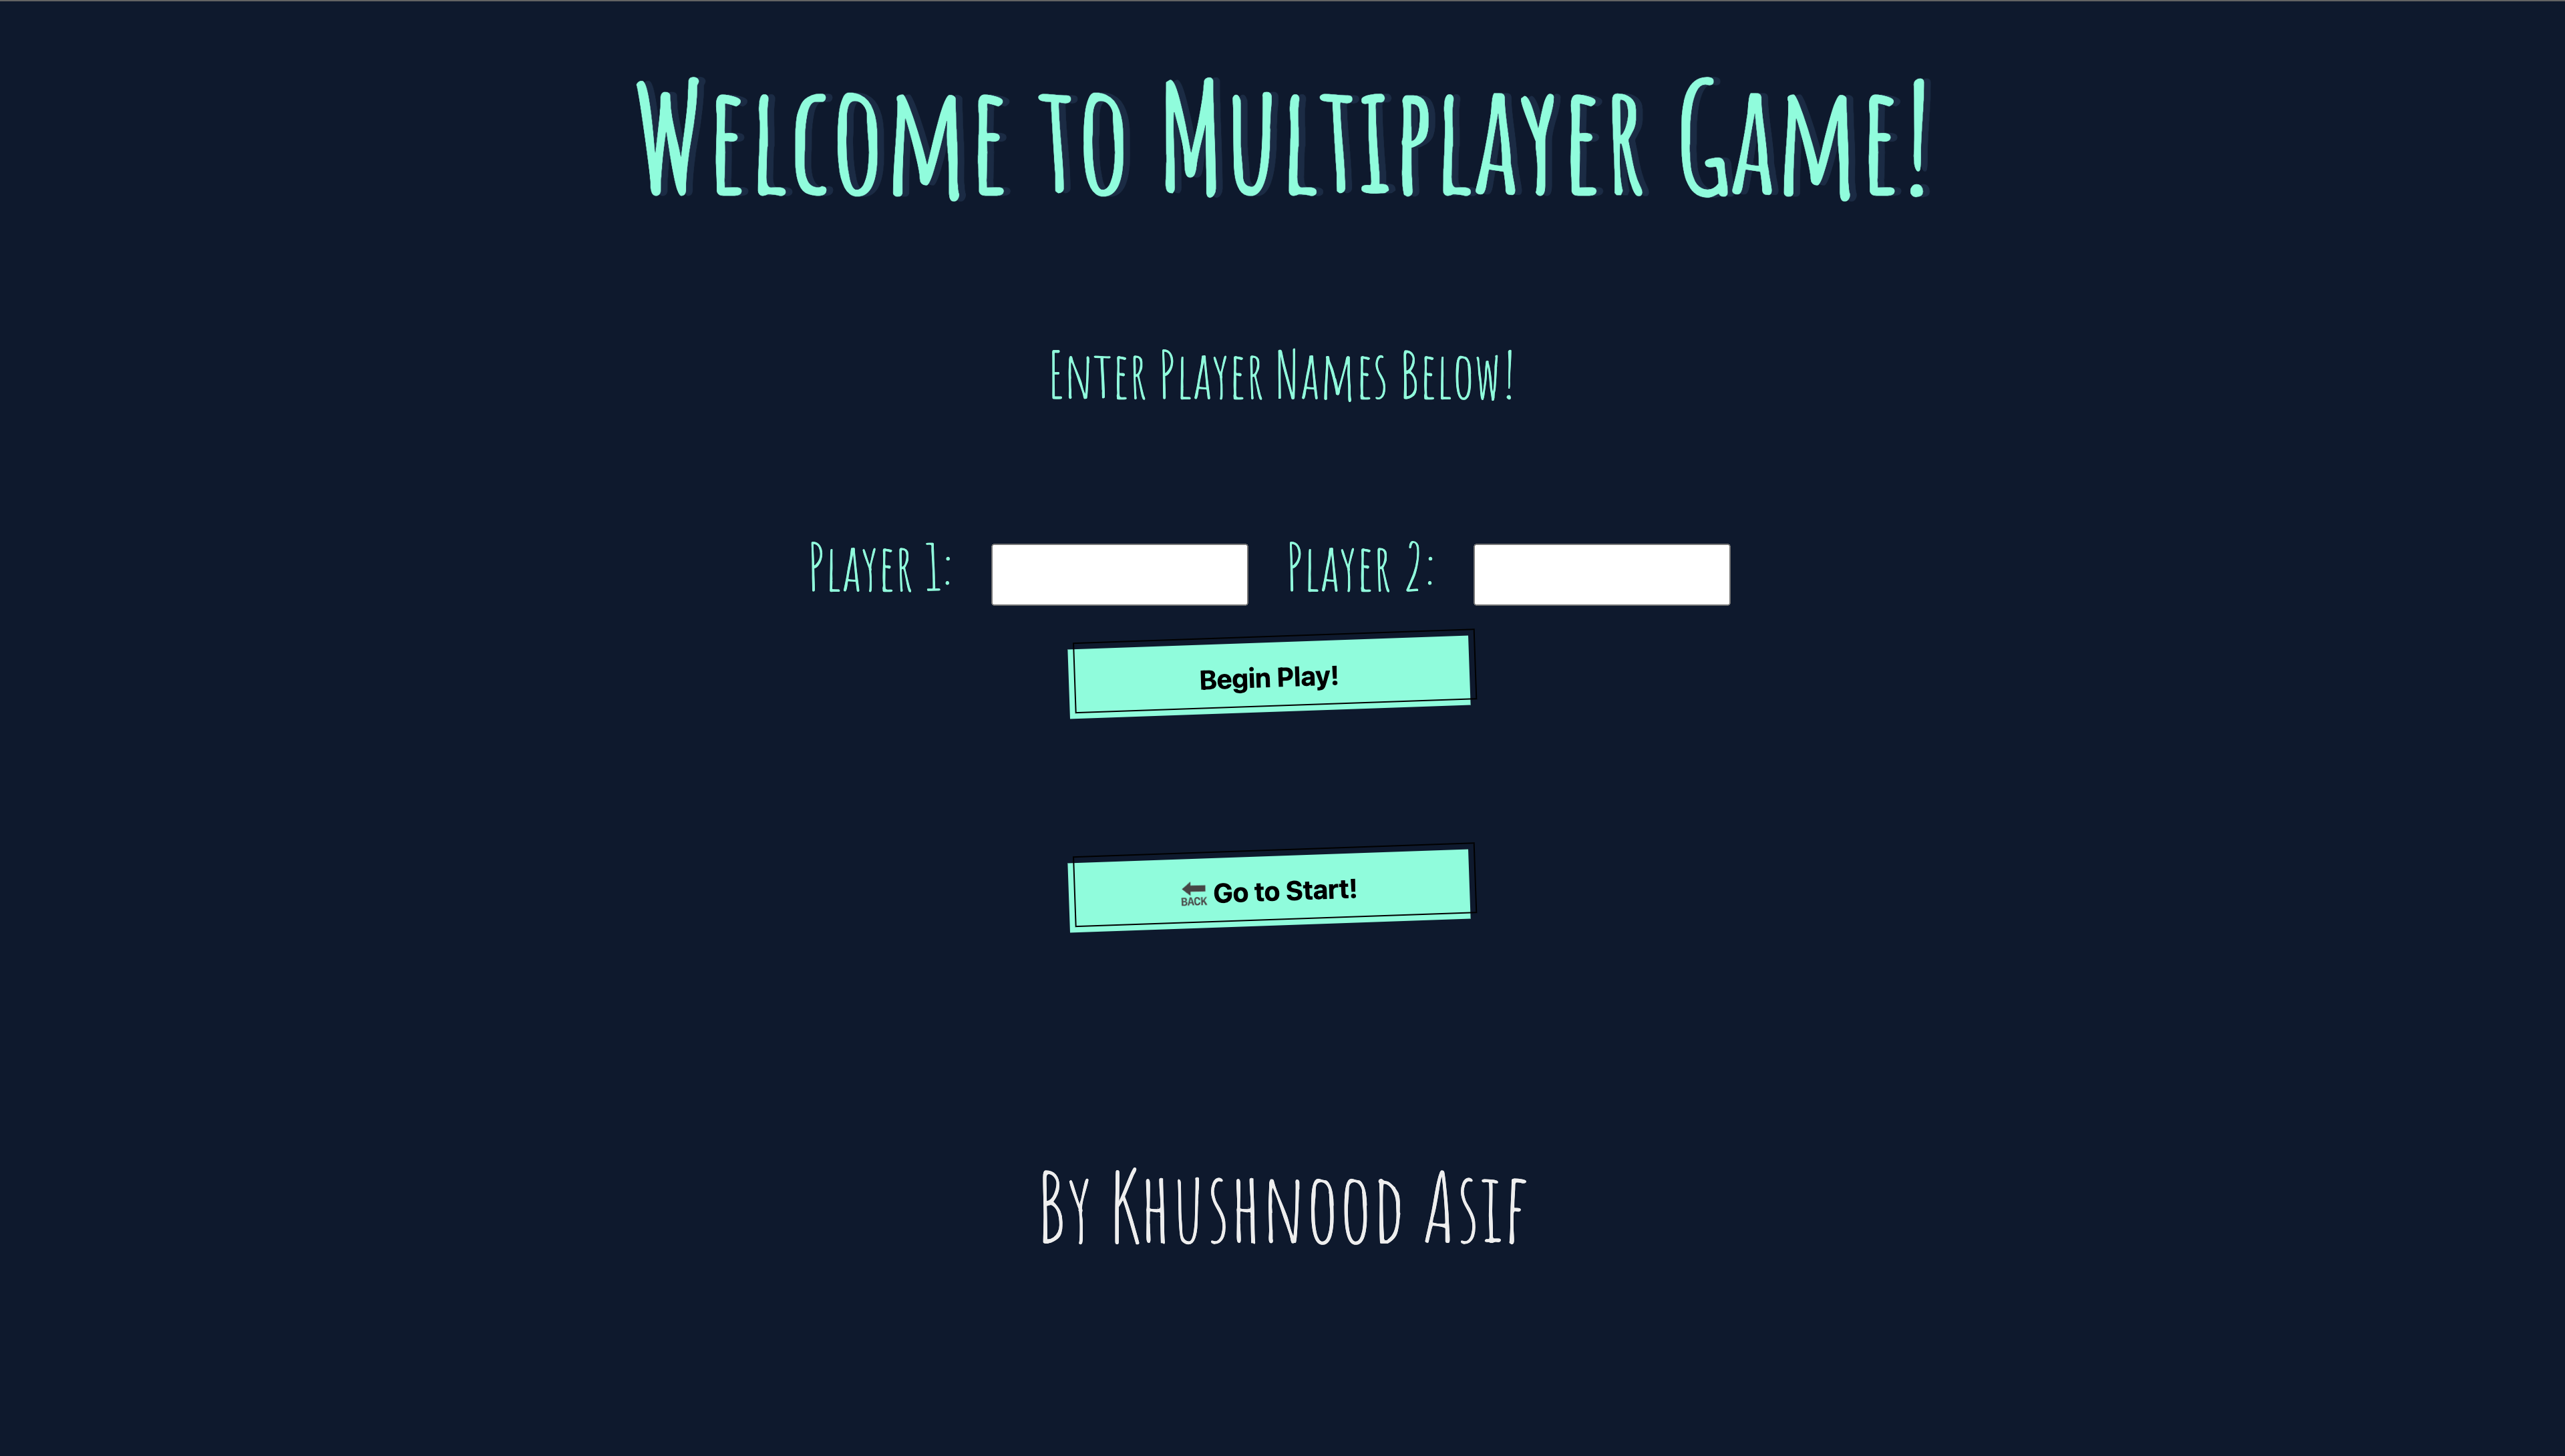 Welcome to Multiplayer Game!
Enter Player Names Below!
Player 1: Player 2:
Begin Play!
BACK Go to Start!
By Khushnood Asif